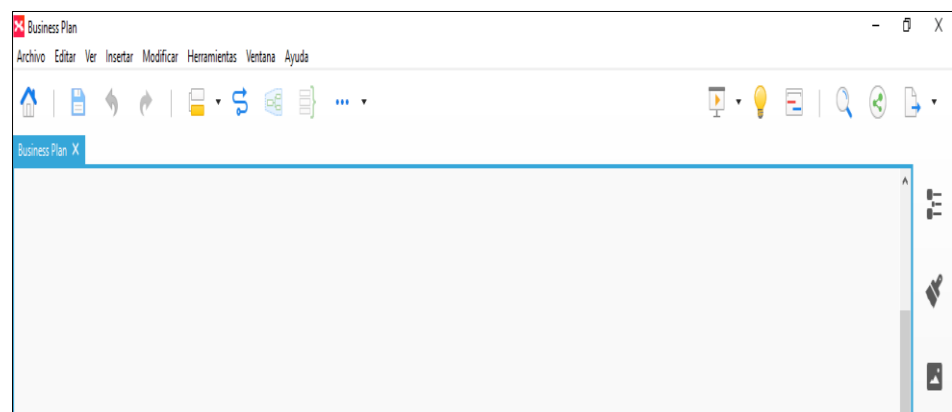 Business Plan
Archivo Editar Ver Insertar Modificar Herramientas Ventana Ayuda
Business Plan X